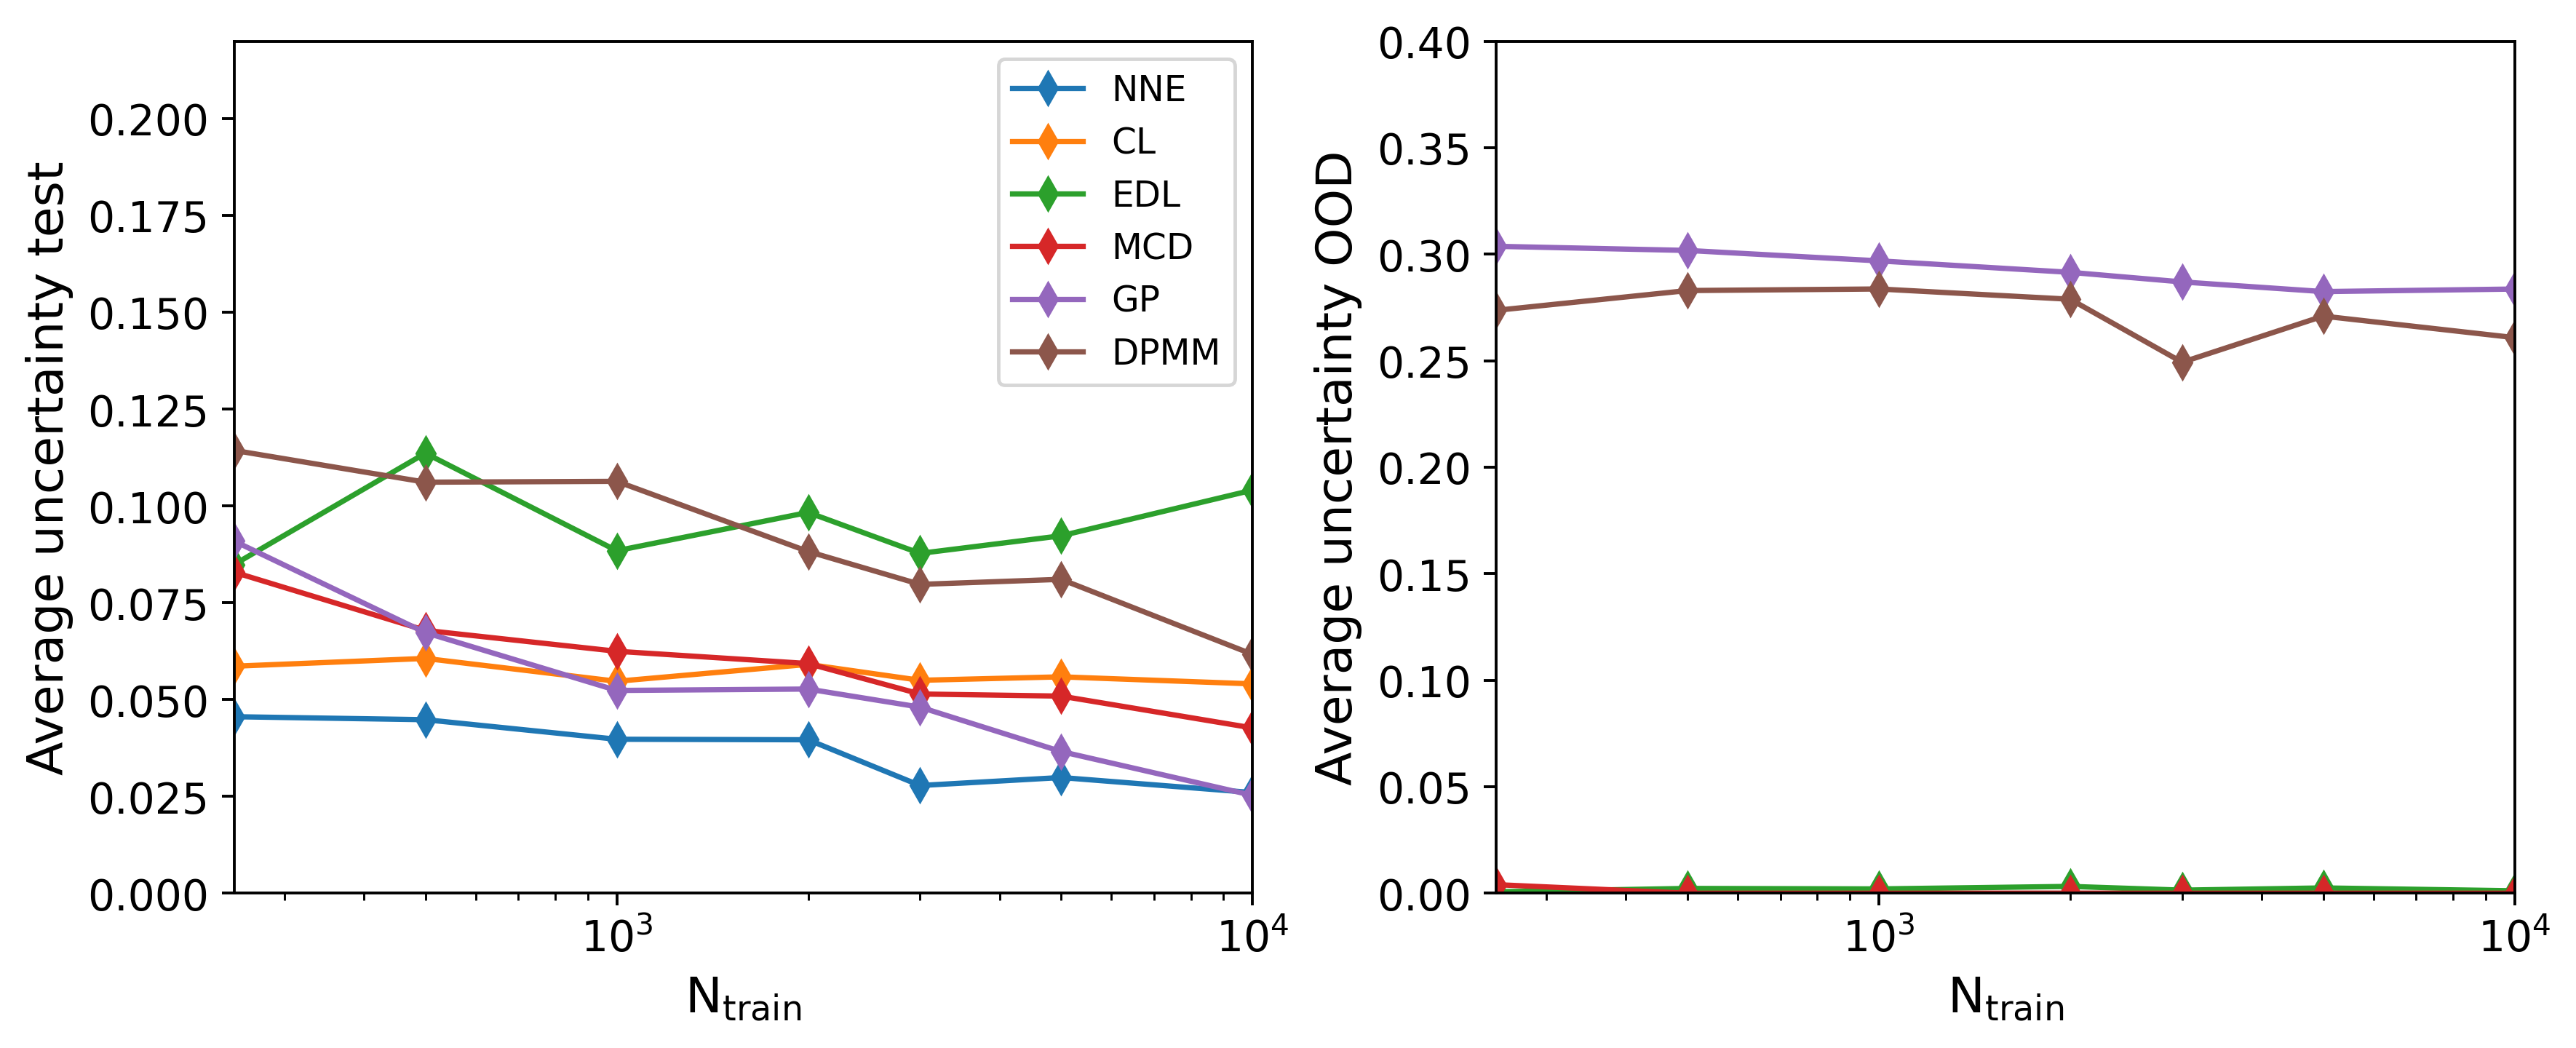 Average uncertainty test
0.200
0.175
0.150
0.125
0.100
0.075
0.050
0.025
0.000
10³
10⁴
N_train
NNE
CL
EDL
MCD
GP
DPMM
Average uncertainty OOD
0.40
0.35
0.30
0.25
0.20
0.15
0.10
0.05
0.00
10³
10⁴
N_train